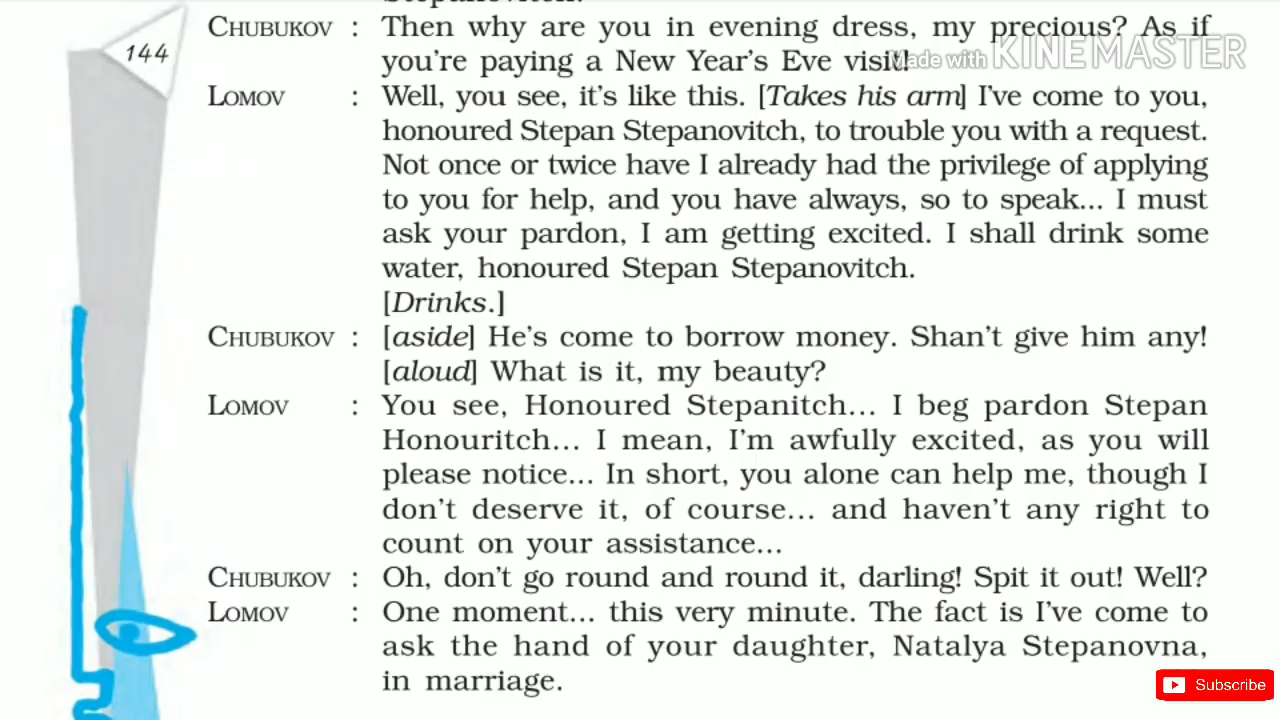 Stepanovitch.
CHUBUKOV : Then why are you in evening dress, my precious? As if
144
you're paying a New Year's Eve visit!
Made with KINEMASTER
LOMOV : Well, you see, it's like this. [Takes his arm] I've come to you,
honoured Stepan Stepanovitch, to trouble you with a request.
Not once or twice have I already had the privilege of applying
to you for help, and you have always, so to speak... I must
ask your pardon, I am getting excited. I shall drink some
water, honoured Stepan Stepanovitch.
[Drinks.]
CHUBUKOV : [aside] He's come to borrow money. Shan't give him any!
[aloud] What is it, my beauty?
LOMOV : You see, Honoured Stepanitch... I beg pardon Stepan
Honouritch... I mean, I'm awfully excited, as you will
please notice... In short, you alone can help me, though I
don't deserve it, of course... and haven't any right to
count on your assistance...
CHUBUKOV : Oh, don't go round and round it, darling! Spit it out! Well?
LOMOV : One moment... this very minute. The fact is I've come to
ask the hand of your daughter, Natalya Stepanovna,
in marriage.
Subscribe